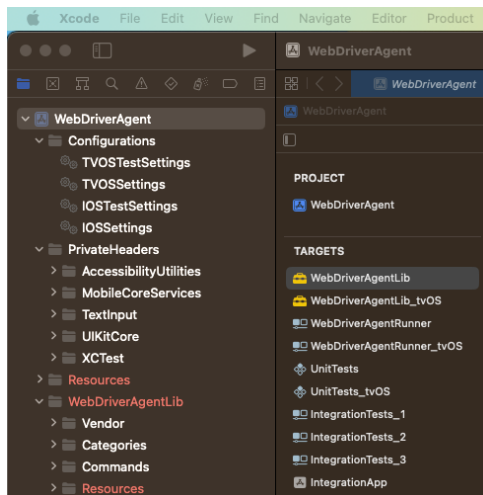 Xcode File Edit View Find Navigate Editor Product
WebDriverAgent
WebDriverAgent
WebDriverAgent
WebDriverAgent
Configurations
TVOSTestSettings
TVOSSettings
IOSTestSettings
IOSSettings
PrivateHeaders
AccessibilityUtilities
MobileCoreServices
TextInput
UIKitCore
XCTest
Resources
WebDriverAgentLib
Vendor
Categories
Commands
Resources
PROJECT
WebDriverAgent
TARGETS
WebDriverAgentLib
WebDriverAgentLib_tvOS
WebDriverAgentRunner
WebDriverAgentRunner_tvOS
UnitTests
UnitTests_tvOS
IntegrationTests_1
IntegrationTests_2
IntegrationTests_3
IntegrationApp